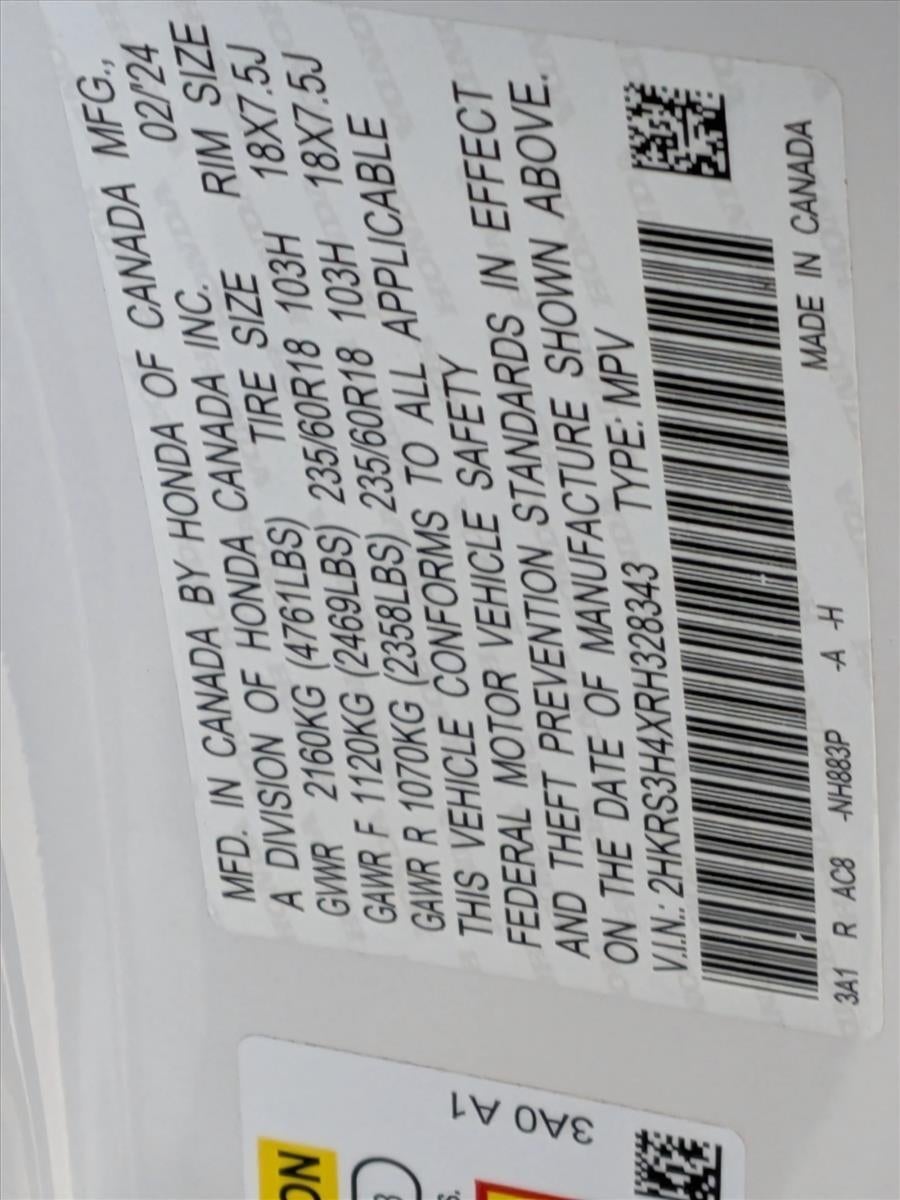 MFD. IN CANADA BY HONDA OF CANADA MFG.,
A DIVISION OF HONDA CANADA INC. 02/'24
GVWR 2160KG (4761LBS) TIRE SIZE RIM SIZE
GAWR F 1120KG (2469LBS) 235/60R18 103H 18X7.5J
GAWR R 1070KG (2358LBS) 235/60R18 103H 18X7.5J
THIS VEHICLE CONFORMS TO ALL APPLICABLE
FEDERAL MOTOR VEHICLE SAFETY
AND THEFT PREVENTION STANDARDS IN EFFECT
ON THE DATE OF MANUFACTURE SHOWN ABOVE.
V.I.N.: 2HKRS3H4XRH328343 TYPE: MPV
3A1 R AC8 -NH883P -A -H MADE IN CANADA
3A0 A1